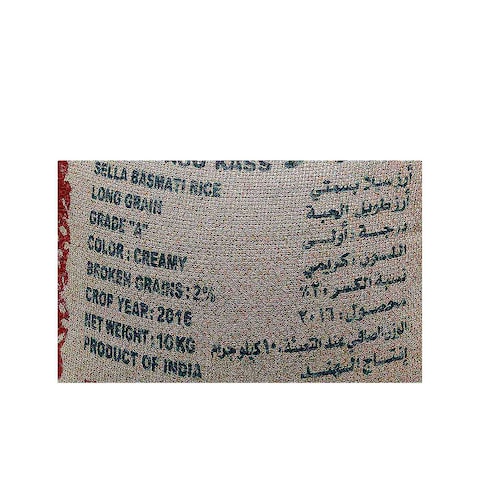 ABU KASS
SELLA BASMATI RICE
LONG GRAIN
GRADE "A"
COLOR : CREAMY
BROKEN GRAINS : 2%
CROP YEAR : 2016
NET WEIGHT : 10 KG
PRODUCT OF INDIA
أرز سيلا بسمتي
أرز طويل الحبة
درجة : أولى
اللون : كريمي
نسبة الكسر : ٢٪
محصول : ٢٠١٦
الوزن الصافي عند التعبئة : ١٠ كيلو جرام
إنتاج الهند